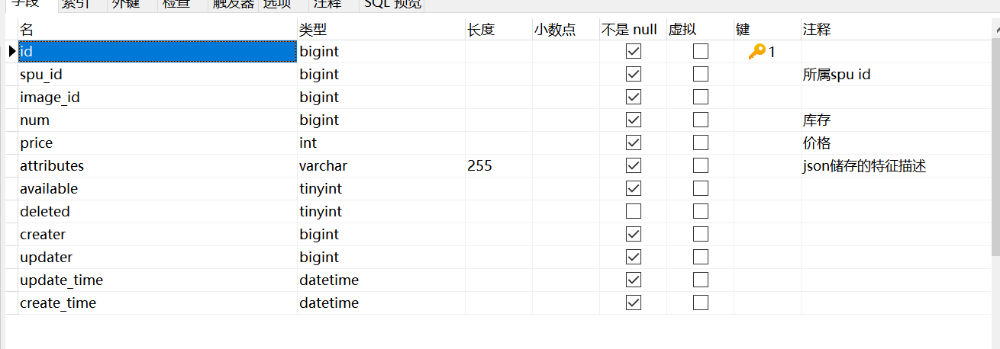 字段 索引 外键 检查 触发器 选项 注释 SQL 预览
名 类型 长度 小数点 不是 null 虚拟 键 注释
id bigint 1
spu_id bigint 所属spu id
image_id bigint
num bigint 库存
price int 价格
attributes varchar 255 json储存的特征描述
available tinyint
deleted tinyint
creater bigint
updater bigint
update_time datetime
create_time datetime